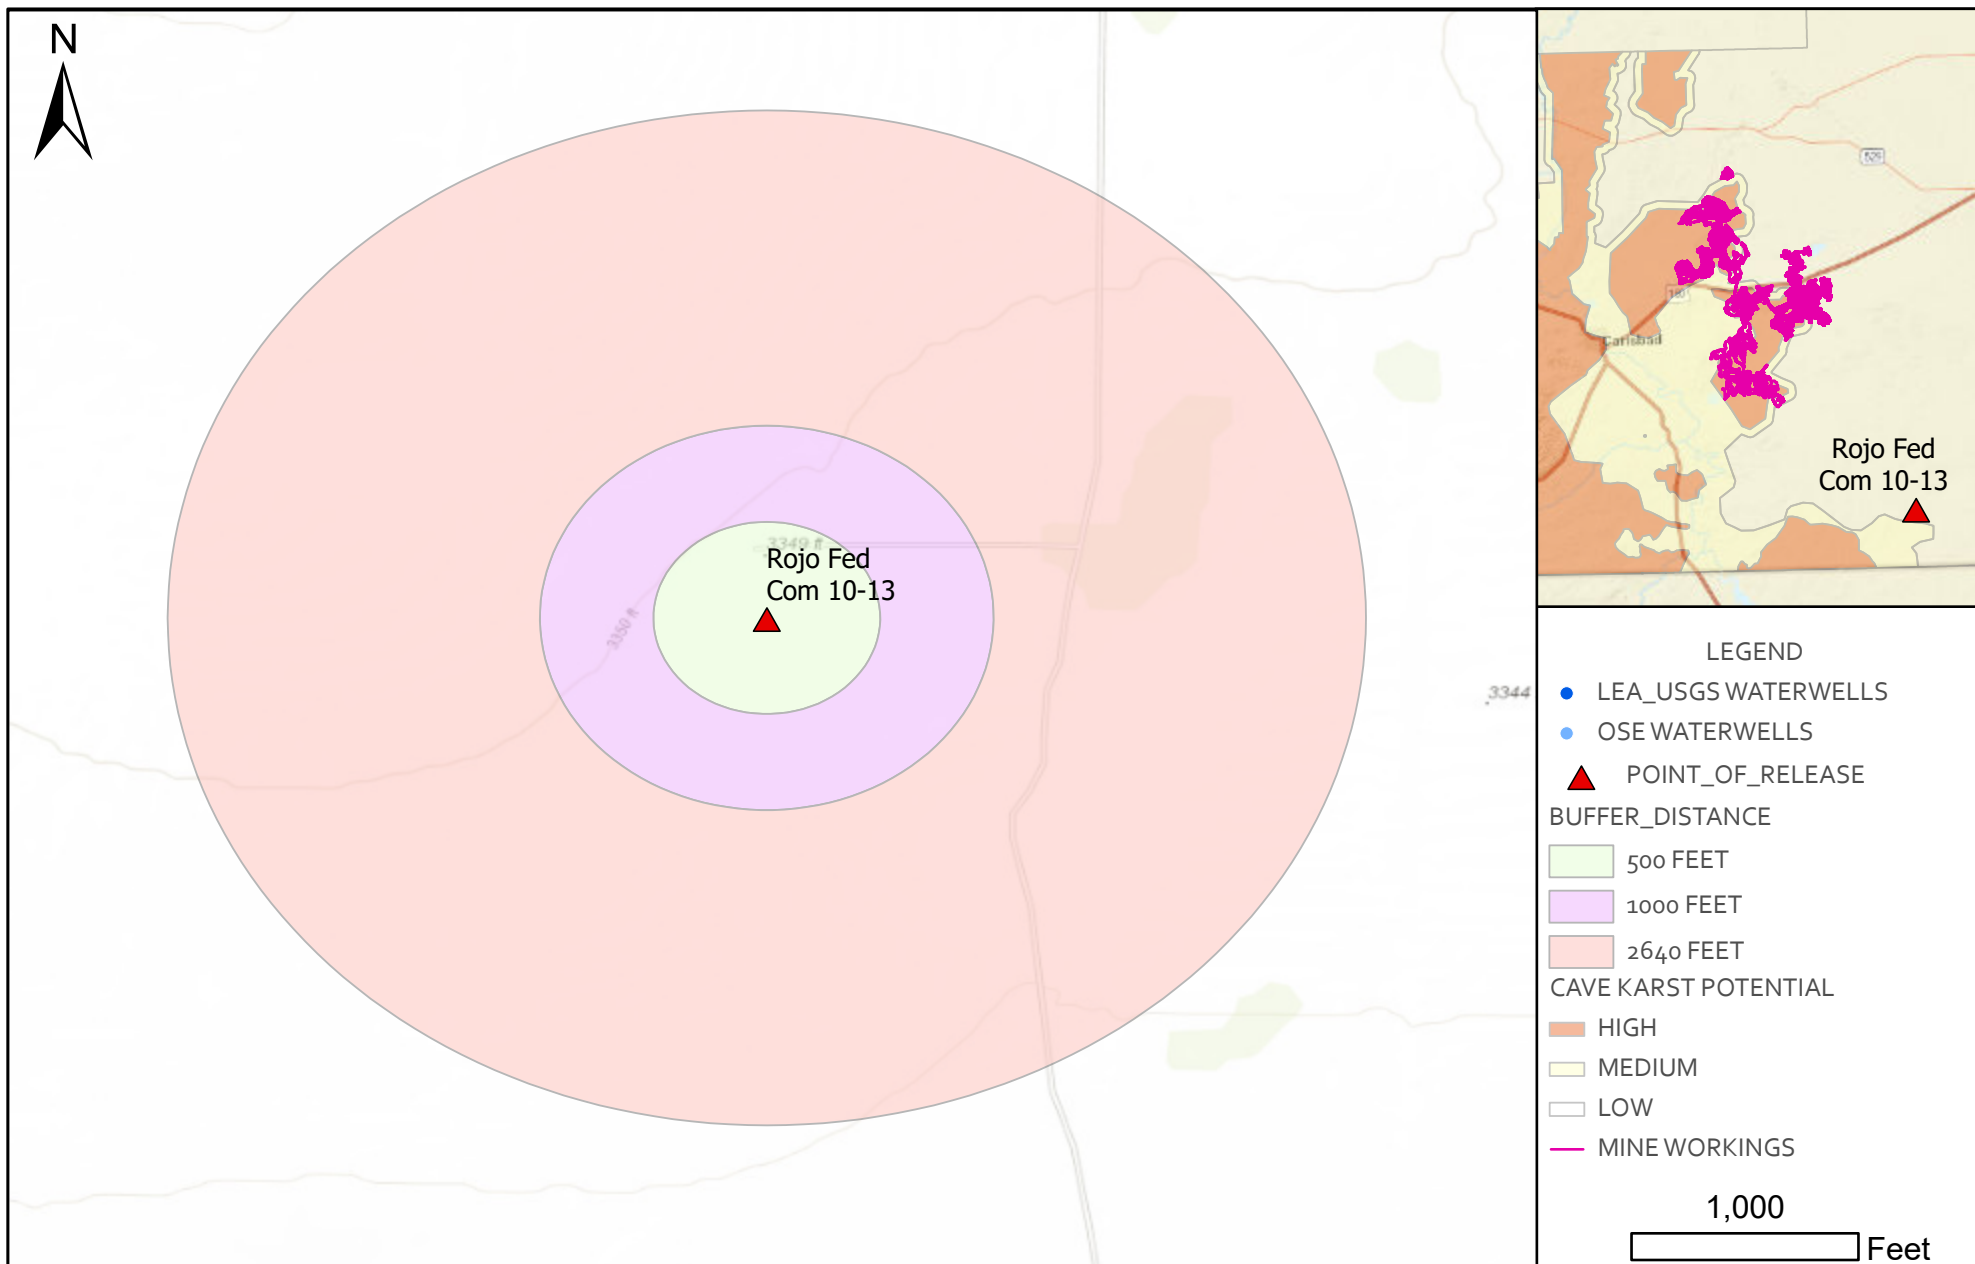 N
3349 ft
Rojo Fed
Com 10-13
3350 ft
3344
529
180
Carlsbad
Rojo Fed
Com 10-13
LEGEND
LEA_USGS WATERWELLS
OSE WATERWELLS
POINT_OF_RELEASE
BUFFER_DISTANCE
500 FEET
1000 FEET
2640 FEET
CAVE KARST POTENTIAL
HIGH
MEDIUM
LOW
MINE WORKINGS
1,000
Feet